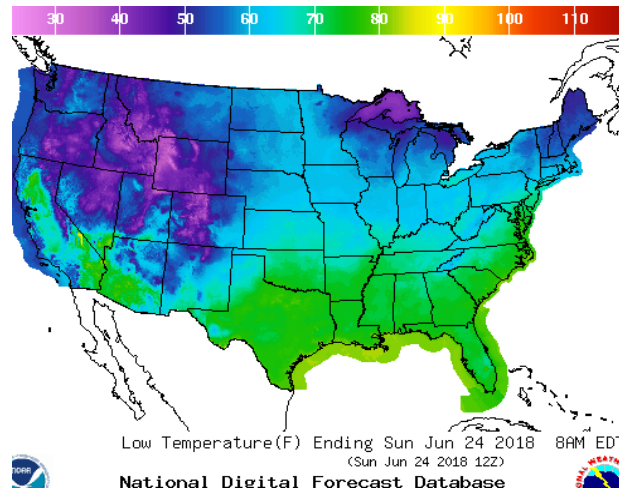 30 40 50 60 70 80 90 100 110
Low Temperature(F) Ending Sun Jun 24 2018 8AM EDT
(Sun Jun 24 2018 12Z)
National Digital Forecast Database
NOAA